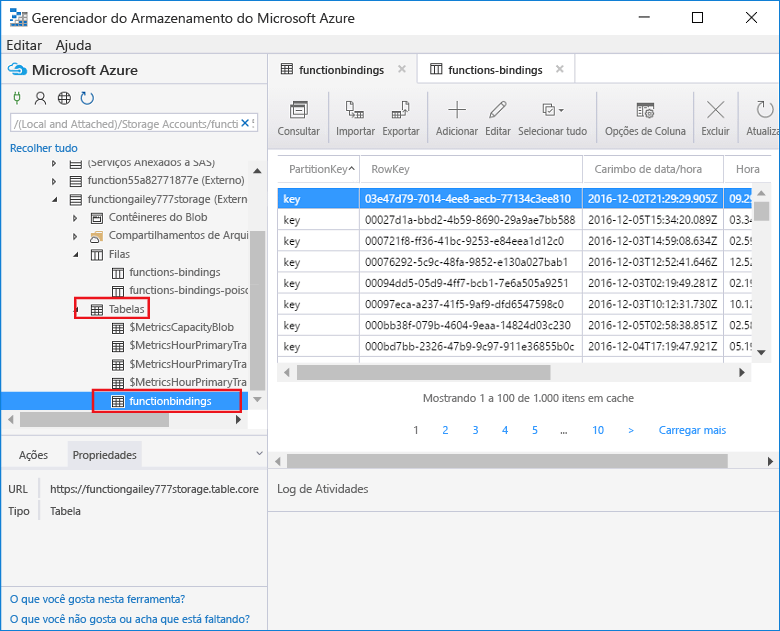 Gerenciador do Armazenamento do Microsoft Azure
Editar Ajuda
Microsoft Azure
/(Local and Attached)/Storage Accounts/functi
Recolher tudo
(Serviços Anexados a SAS)
function55a82771877e (Externo)
functiongailey777storage (Extern
Contêineres do Blob
Compartilhamentos de Arqui
Filas
functions-bindings
functions-bindings-poisc
Tabelas
$MetricsCapacityBlob
$MetricsHourPrimaryTra
$MetricsHourPrimaryTra
$MetricsHourPrimaryTra
functionbindings
Ações Propriedades
URL https://functiongailey777storage.table.core
Tipo Tabela
O que você gosta nesta ferramenta?
O que você não gosta ou acha que está faltando?
functionbindings functions-bindings
Consultar Importar Exportar Adicionar Editar Selecionar tudo Opções de Coluna Excluir Atualiza
PartitionKey RowKey Carimbo de data/hora Hora
key 03e47d79-7014-4ee8-aecb-77134c3ee810 2016-12-02T21:29:29.905Z 09.29
key 00027d1a-bbd2-4b59-8690-29a9ae7bb588 2016-12-05T15:34:20.089Z 03.34
key 000721f8-ff36-41bc-9253-e84eea1d12c0 2016-12-03T14:59:08.634Z 02.59
key 00076292-5c9c-48fa-9852-e130a027bab1 2016-12-03T12:52:41.646Z 12.52
key 00094dd5-05d9-4ff7-bcb1-7e6a505a9251 2016-12-03T02:19:49.281Z 02.19
key 00097eca-a237-41f5-9af9-dfd6547598c0 2016-12-03T10:12:31.730Z 10.12
key 000bb38f-079b-4604-9eaa-14824d03c230 2016-12-05T02:58:38.851Z 02.58
key 000bd7bb-2326-47b9-9c97-911e36855b0c 2016-12-04T17:19:47.921Z 05.19
Mostrando 1 a 100 de 1.000 itens em cache
1 2 3 4 5 ... 10 > Carregar mais
Log de Atividades